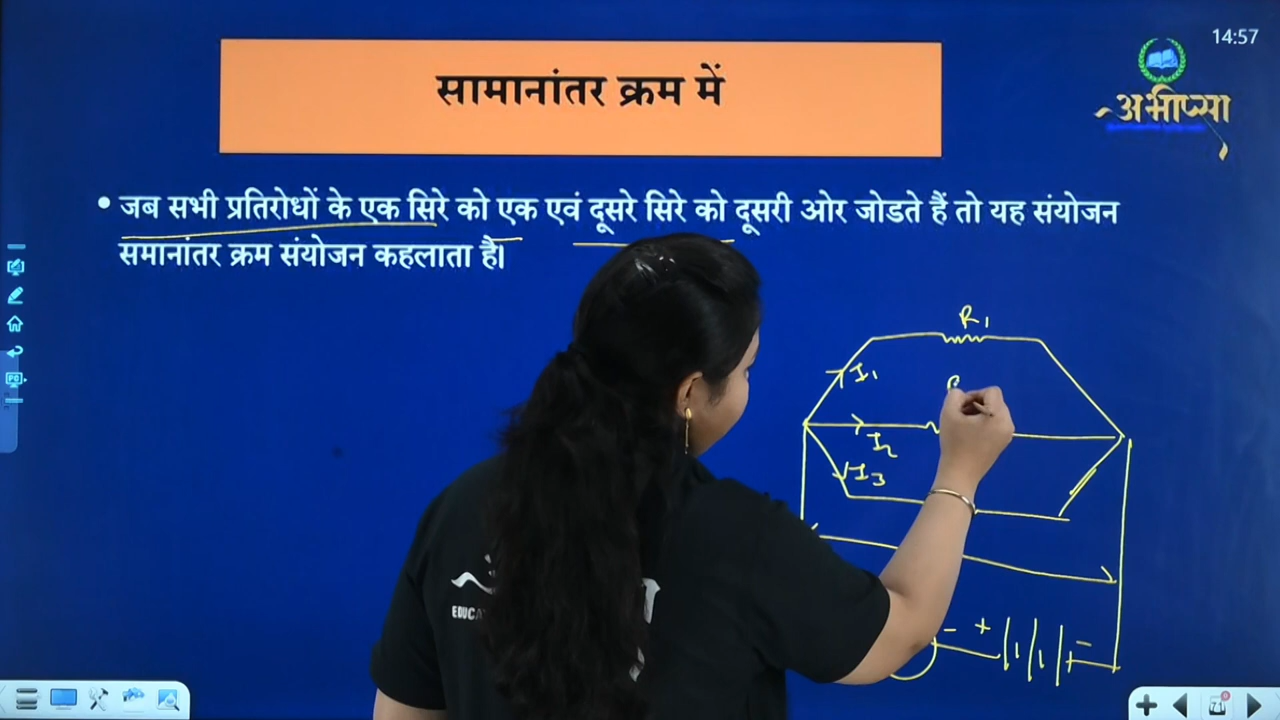 14:57
सामानांतर क्रम में
अभीप्सा
• जब सभी प्रतिरोधों के एक सिरे को एक एवं दूसरे सिरे को दूसरी ओर जोडते हैं तो यह संयोजन
समानांतर क्रम संयोजन कहलाता है।
R1
I1
I2
I3
- + -
EDUCA